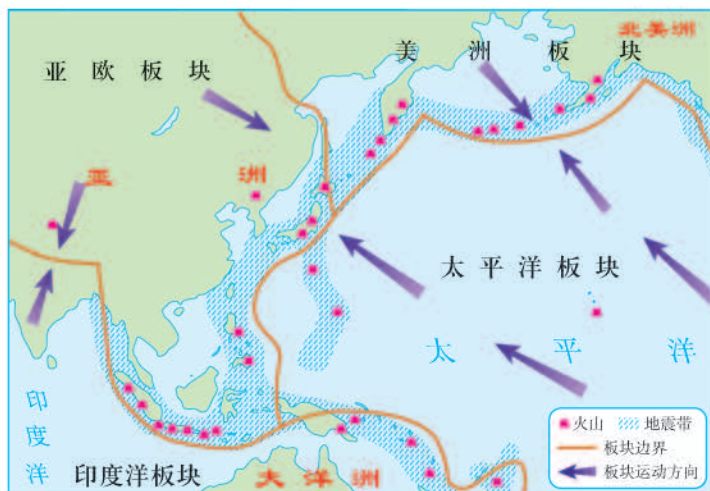 北美洲
美洲板块
亚欧板块
亚洲
太平洋板块
太平洋
印度洋
印度洋板块
大洋洲
火山 地震带
板块边界
板块运动方向